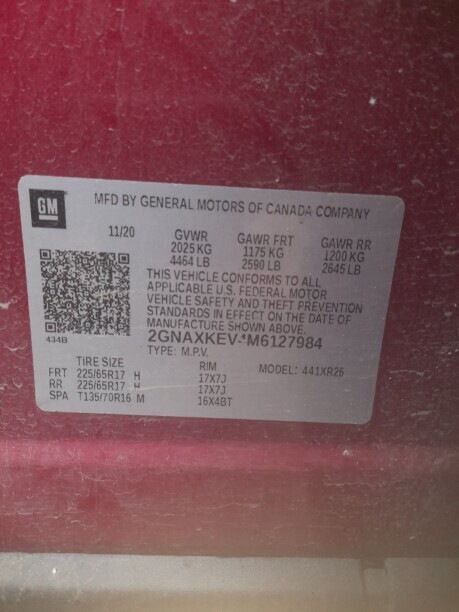 GM
MFD BY GENERAL MOTORS OF CANADA COMPANY
11/20 GVWR GAWR FRT GAWR RR
2025 KG 1175 KG 1200 KG
4464 LB 2590 LB 2645 LB
THIS VEHICLE CONFORMS TO ALL
APPLICABLE U.S. FEDERAL MOTOR
VEHICLE SAFETY AND THEFT PREVENTION
STANDARDS IN EFFECT ON THE DATE OF
MANUFACTURE SHOWN ABOVE.
434B 2GNAXKEV*M6127984
TYPE: M.P.V. MODEL: 441XR26
TIRE SIZE RIM
FRT 225/65R17 H 17X7J
RR 225/65R17 H 17X7J
SPA T135/70R16 M 16X4BT